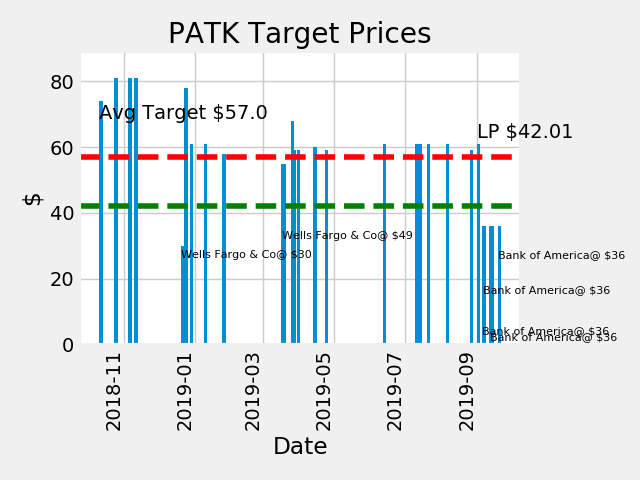 PATK Target Prices
80
Avg Target $57.0
LP $42.01
60
$
40
Wells Fargo & Co@ $49
Wells Fargo & Co@ $30
Bank of America@ $36
20
Bank of America@ $36
Bank of America@ $36
Bank of America@ $36
0
2018-11
2019-01
2019-03
2019-05
2019-07
2019-09
Date